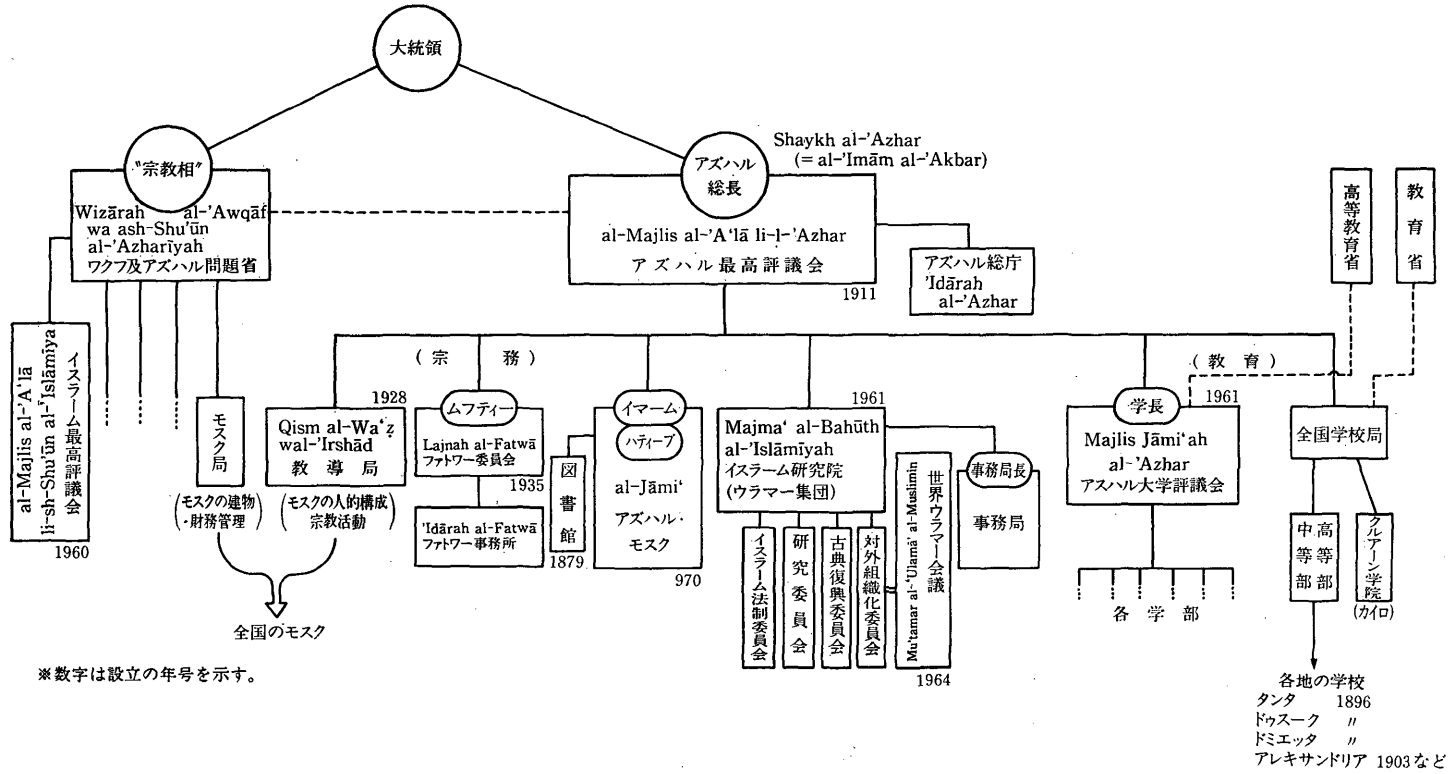 大統領
〝宗教相〟
Wizārah al-'Awqāf
wa ash-Shu'ūn
al-'Azharīyah
ワクフ及アズハル問題省
アズハル
総長
Shaykh al-'Azhar
(= al-'Imām al-'Akbar)
al-Majlis al-'A‘lā li-l-'Azhar
アズハル最高評議会
1911
アズハル総庁
'Idārah
al-'Azhar
高等教育省
教育省
イスラーム最高評議会
al-Majlis al-'A‘lā
li-sh-Shu'ūn al-'Islāmīya
1960
モスク局
(モスクの建物・財務管理)
(宗務)
1928
Qism al-Wa‘ẓ
wal-'Irshād
教導局
(モスクの人的構成
宗教活動)
全国のモスク
ムフティー
Lajnah al-Fatwā
ファトワー委員会
1935
'Idārah al-Fatwā
ファトワー事務所
図書館
1879
イマーム
ハティーブ
al-Jāmi‘
アズハル・
モスク
970
1961
Majma‘ al-Bahūth
al-'Islāmīyah
イスラーム研究院
(ウラマー集団)
イスラーム法制委員会
研究委員会
古典復興委員会
対外組織化委員会
世界ウラマー会議
Mu'tamar al-'Ulamā' al-Muslimin
1964
事務局長
事務局
(教育)
学長
1961
Majlis Jāmi‘ah
al-'Azhar
アスハル大学評議会
各学部
全国学校局
高等部
中等部
クルアーン学院
(カイロ)
各地の学校
タンタ 1896
ドゥスーク 〃
ドミエッタ 〃
アレキサンドリア 1903など
※数字は設立の年号を示す。